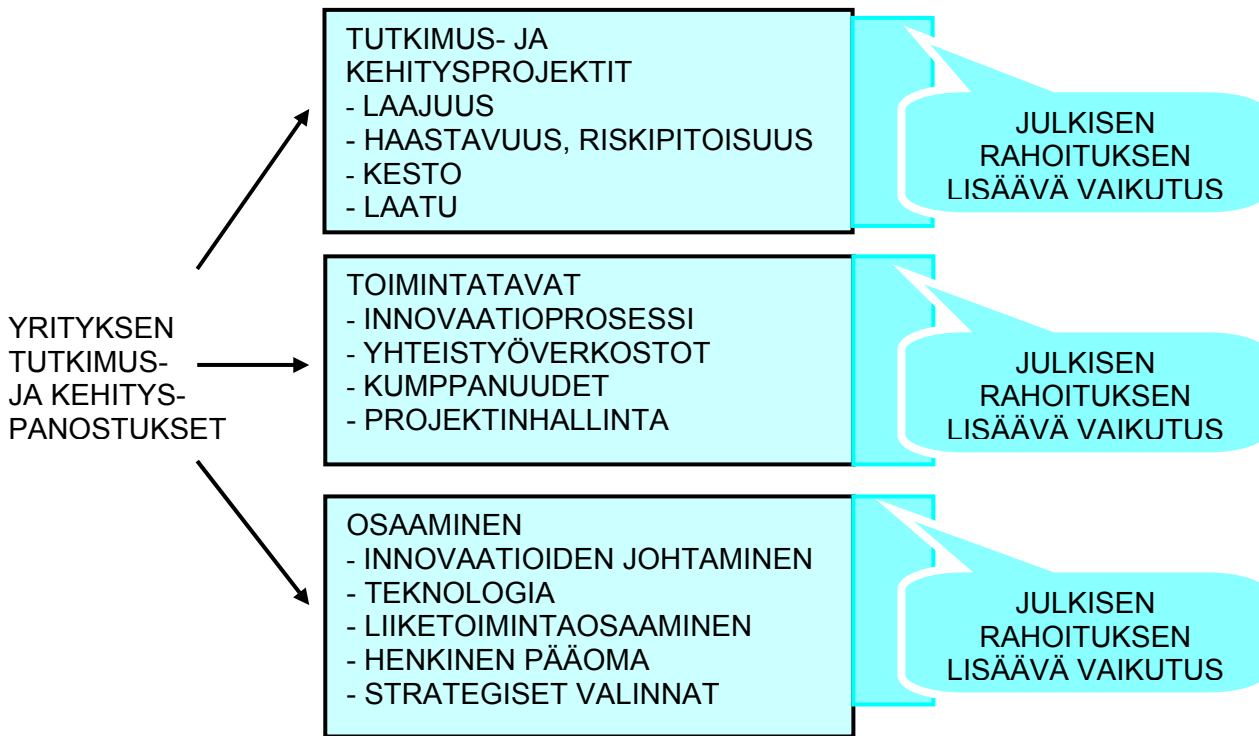 TUTKIMUS- JA
KEHITYSPROJEKTIT
- LAAJUUS
- HAASTAVUUS, RISKIPITOISUUS
- KESTO
- LAATU
JULKISEN
RAHOITUKSEN
LISÄÄVÄ VAIKUTUS
YRITYKSEN
TUTKIMUS-
JA KEHITYS-
PANOSTUKSET
TOIMINTATAVAT
- INNOVAATIOPROSESSI
- YHTEISTYÖVERKOSTOT
- KUMPPANUUDET
- PROJEKTINHALLINTA
JULKISEN
RAHOITUKSEN
LISÄÄVÄ VAIKUTUS
OSAAMINEN
- INNOVAATIOIDEN JOHTAMINEN
- TEKNOLOGIA
- LIIKETOIMINTAOSAAMINEN
- HENKINEN PÄÄOMA
- STRATEGISET VALINNAT
JULKISEN
RAHOITUKSEN
LISÄÄVÄ VAIKUTUS